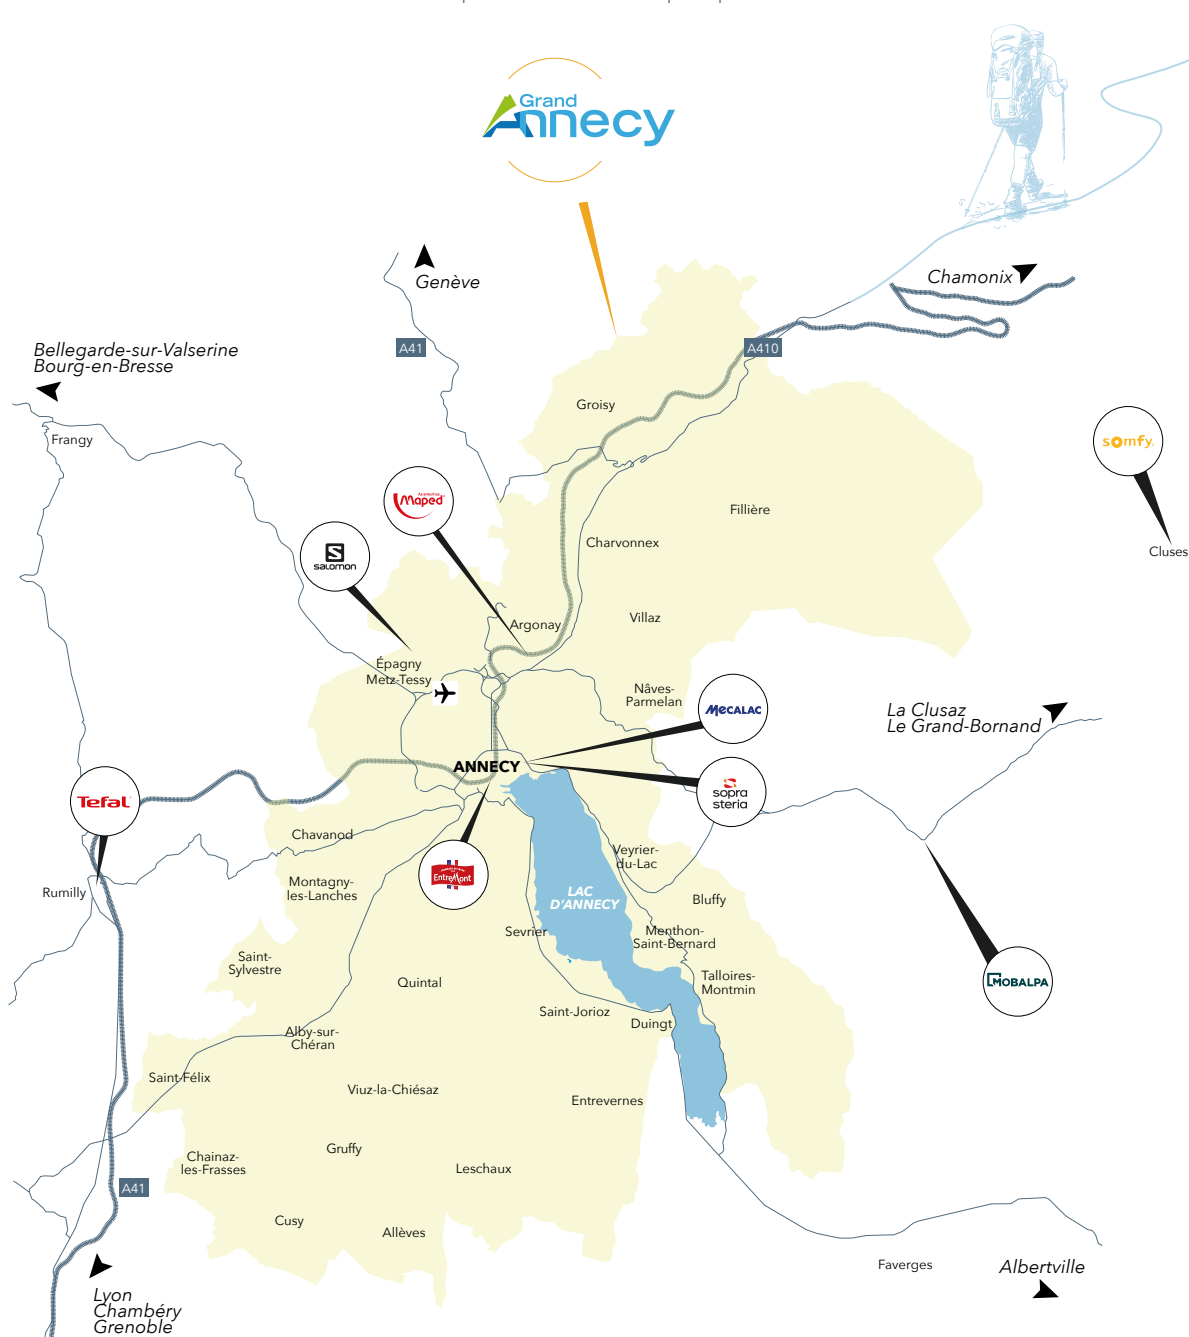 Grand
Annecy
Chamonix
Genève
A41
A410
Bellegarde-sur-Valserine
Bourg-en-Bresse
Groisy
Frangy
somfy.
maped
Fillière
Charvonnex
Cluses
S
salomon
Villaz
Argonay
Épagny
Metz-Tessy
Nâves-
Parmelan
MECALAC
La Clusaz
Le Grand-Bornand
ANNECY
Tefal
sopra
steria
Chavanod
Veyrier-
du-Lac
EntreMont
Rumilly
Montagny-
les-Lanches
LAC
D'ANNECY
Bluffy
Sevrier
Menthon-
Saint-Bernard
Saint-
Sylvestre
Quintal
Talloires-
Montmin
MOBALPA
Saint-Jorioz
Duingt
Alby-sur-
Chéran
Saint-Félix
Viuz-la-Chiésaz
Entrevernes
Gruffy
Chainaz-
les-Frasses
Leschaux
A41
Cusy
Allèves
Faverges
Albertville
Lyon
Chambéry
Grenoble